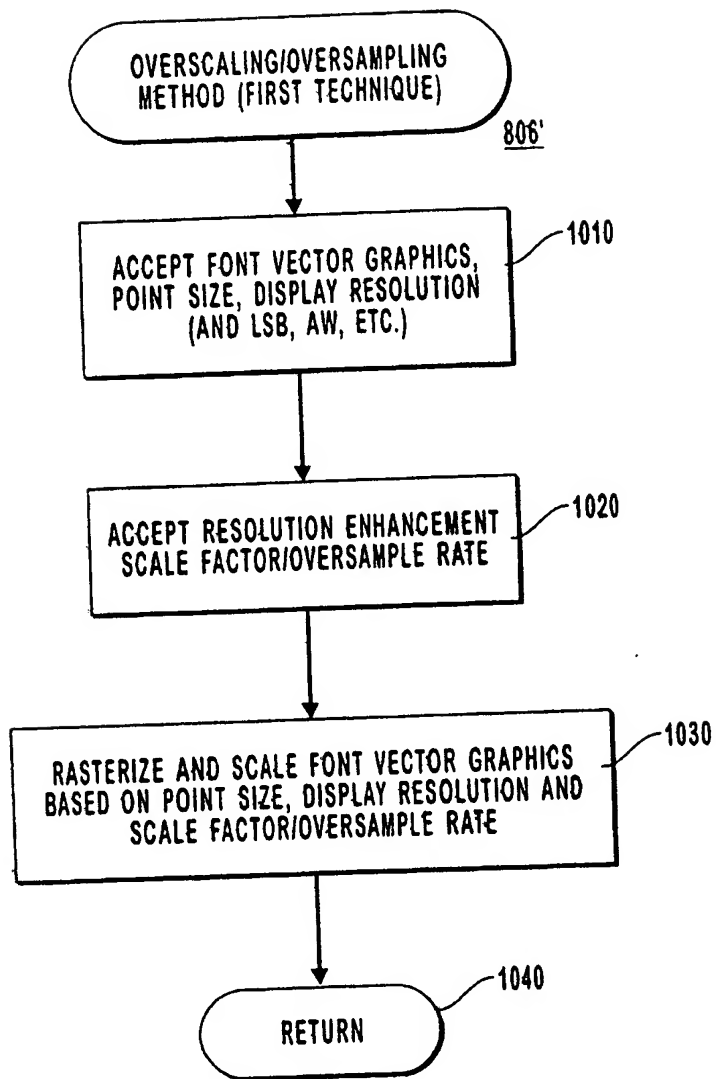 OVERSCALING/OVERSAMPLING
METHOD (FIRST TECHNIQUE)
806'
1010
ACCEPT FONT VECTOR GRAPHICS,
POINT SIZE, DISPLAY RESOLUTION
(AND LSB, AW, ETC.)
1020
ACCEPT RESOLUTION ENHANCEMENT
SCALE FACTOR/OVERSAMPLE RATE
1030
RASTERIZE AND SCALE FONT VECTOR GRAPHICS
BASED ON POINT SIZE, DISPLAY RESOLUTION AND
SCALE FACTOR/OVERSAMPLE RATE
1040
RETURN